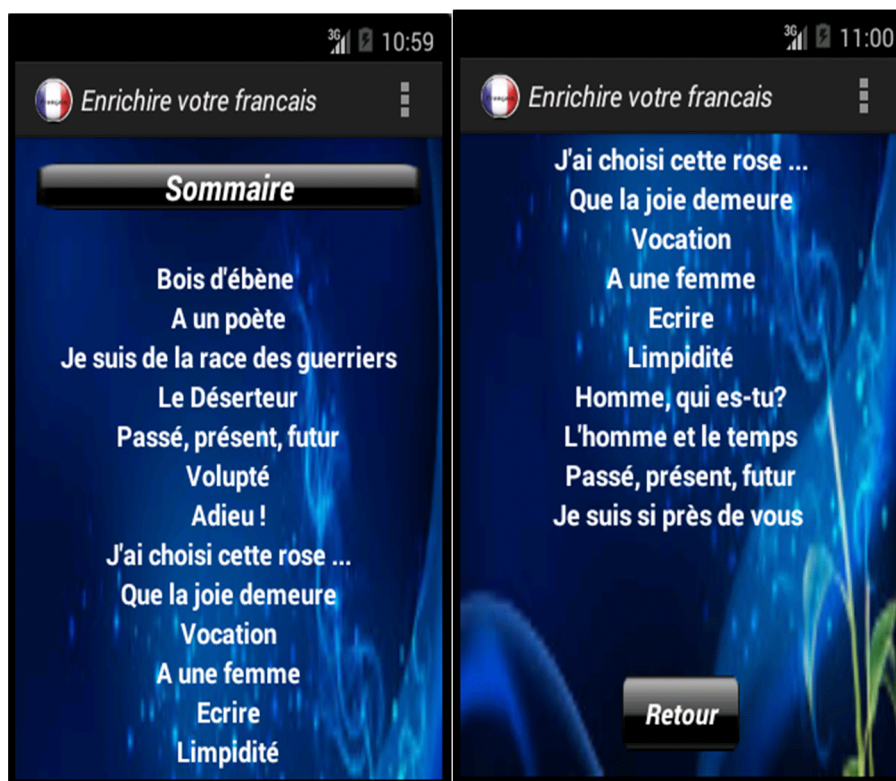 3G 10:59
Enrichire votre francais
Sommaire
Bois d'ébène
A un poète
Je suis de la race des guerriers
Le Déserteur
Passé, présent, futur
Volupté
Adieu !
J'ai choisi cette rose ...
Que la joie demeure
Vocation
A une femme
Ecrire
Limpidité
3G 11:00
Enrichire votre francais
J'ai choisi cette rose ...
Que la joie demeure
Vocation
A une femme
Ecrire
Limpidité
Homme, qui es-tu?
L'homme et le temps
Passé, présent, futur
Je suis si près de vous
Retour